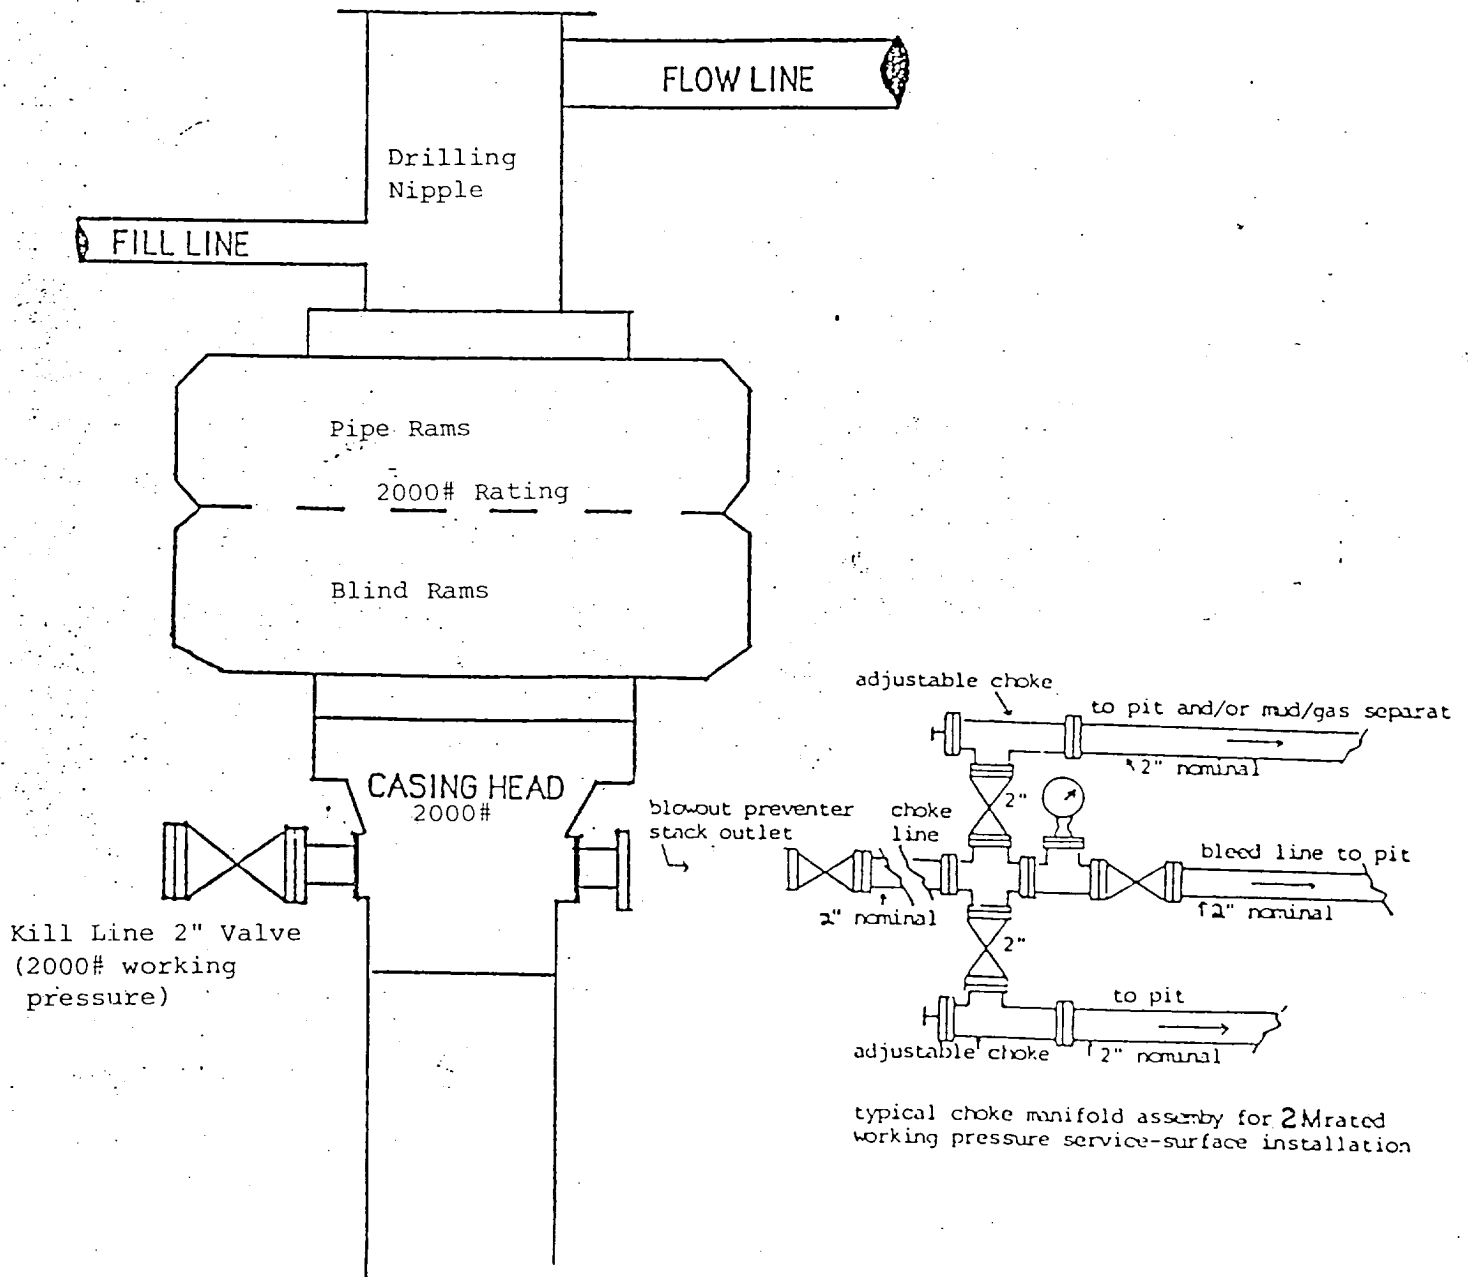 FLOW LINE
Drilling
Nipple
FILL LINE
Pipe Rams
2000# Rating
Blind Rams
CASING HEAD
2000#
Kill Line 2" Valve
(2000# working
pressure)
blowout preventer
stack outlet
choke
line
adjustable choke
to pit and/or mud/gas separat
2" nominal
2"
bleed line to pit
2" nominal
2" nominal
2"
to pit
adjustable choke
2" nominal
typical choke manifold assemby for 2M rated
working pressure service-surface installation